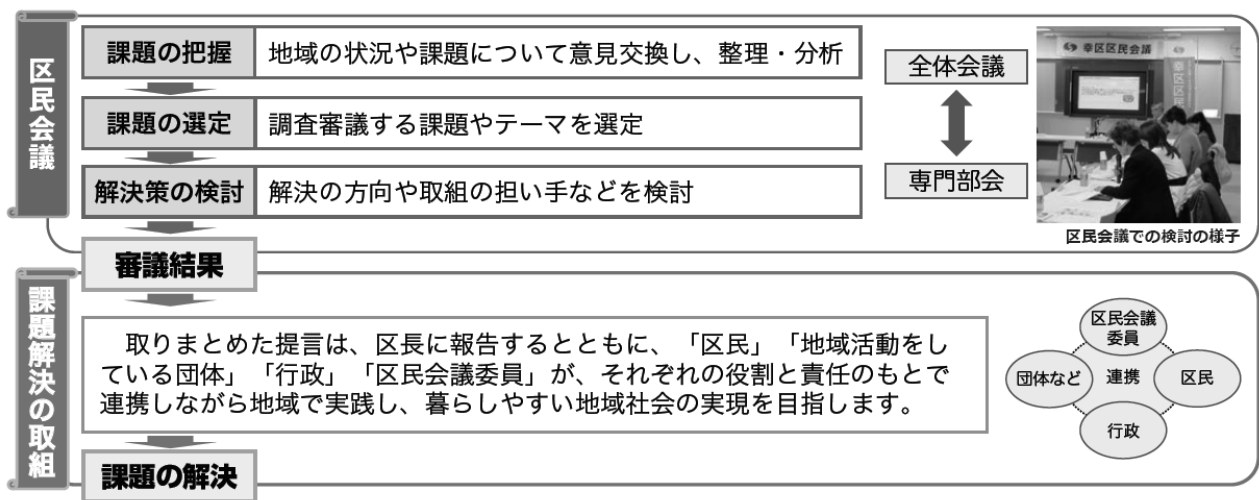 区民会議
課題の把握
地域の状況や課題について意見交換し、整理・分析
課題の選定
調査審議する課題やテーマを選定
解決策の検討
解決の方向や取組の担い手などを検討
全体会議
専門部会
幸区区民会議
幸区区民
区民会議での検討の様子
審議結果
課題解決の取組
取りまとめた提言は、区長に報告するとともに、「区民」「地域活動をし
ている団体」「行政」「区民会議委員」が、それぞれの役割と責任のもとで
連携しながら地域で実践し、暮らしやすい地域社会の実現を目指します。
区民会議
委員
団体など
連携
区民
行政
課題の解決